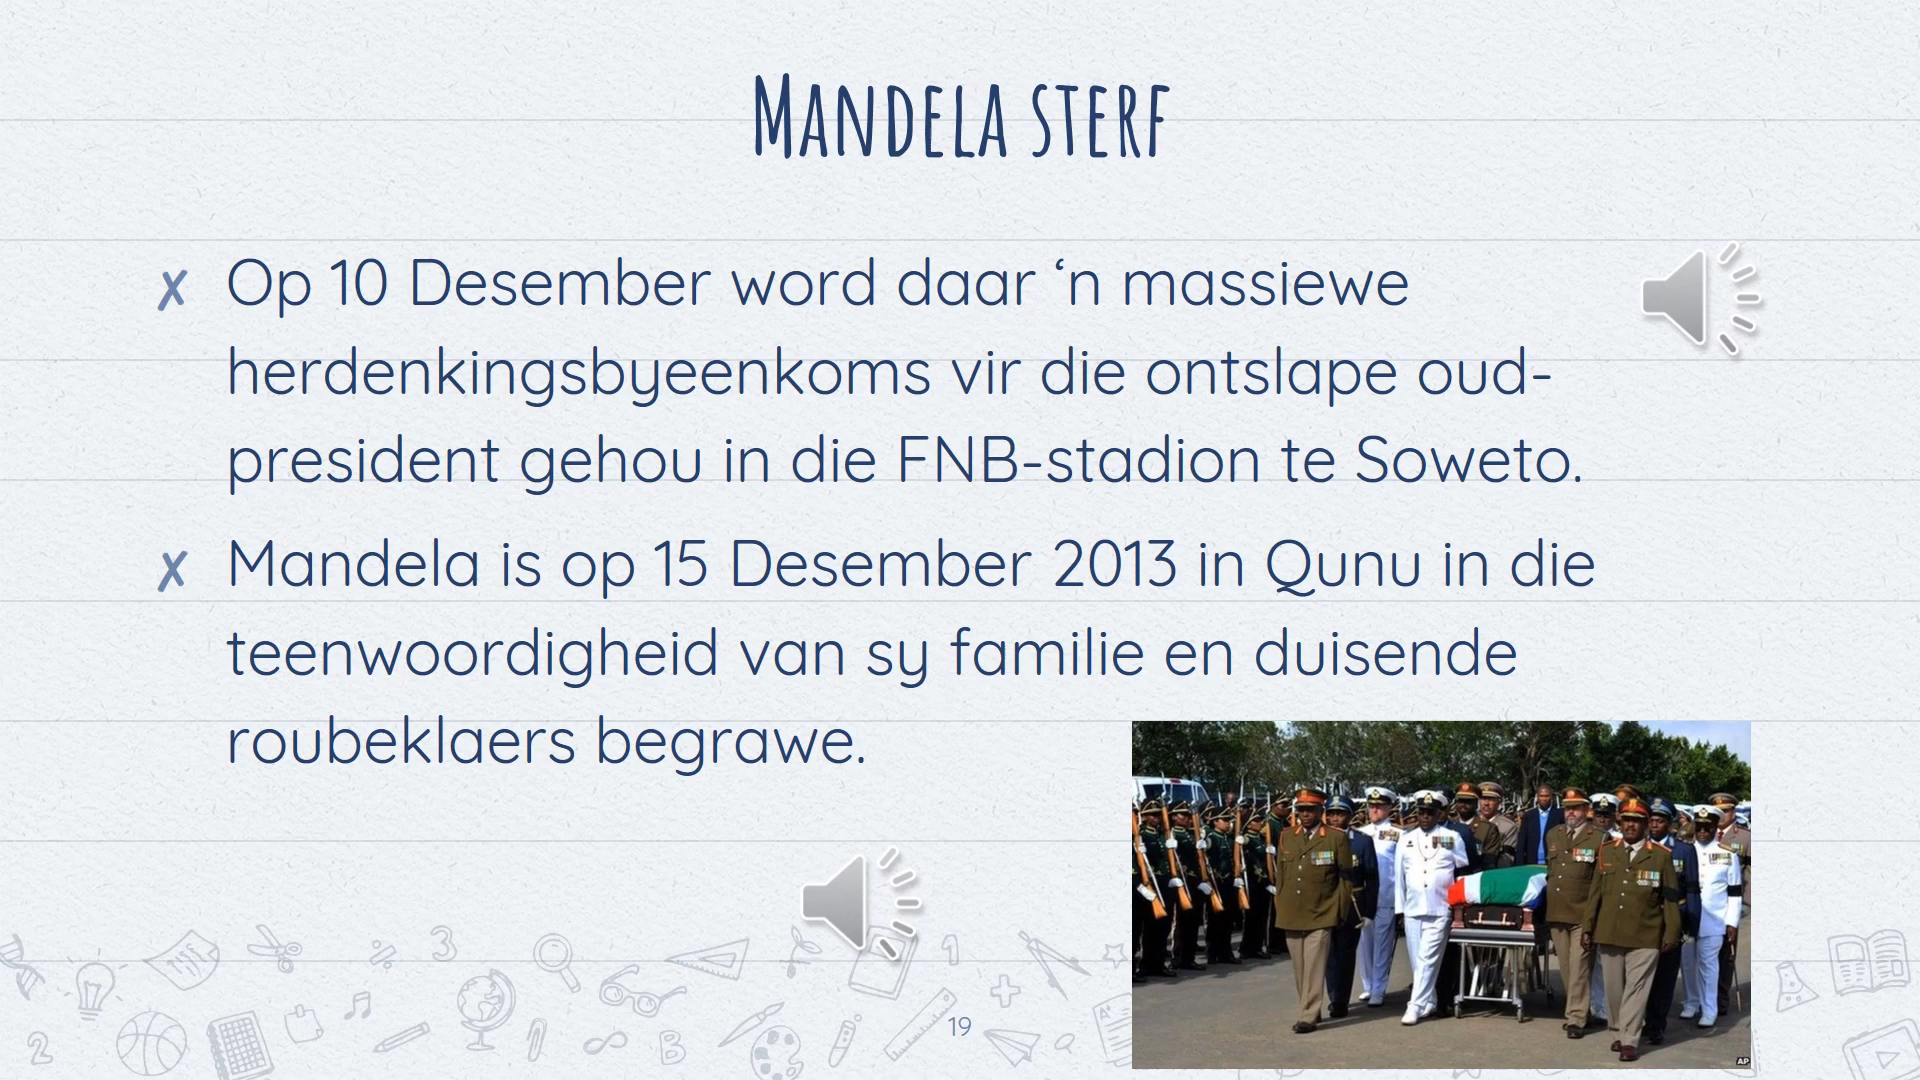 Mandela sterf
✗ Op 10 Desember word daar ‘n massiewe
herdenkingsbyeenkoms vir die ontslape oud-
president gehou in die FNB-stadion te Soweto.
✗ Mandela is op 15 Desember 2013 in Qunu in die
teenwoordigheid van sy familie en duisende
roubeklaers begrawe.
19
AP